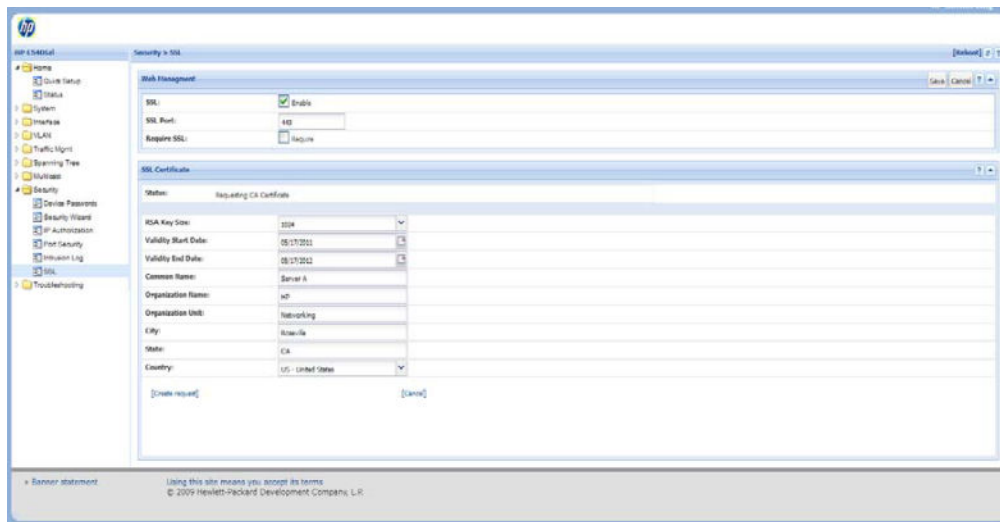 hp
Security > SSL
[Reboot]
Home
Quick Setup
Status
System
Interface
VLAN
Traffic Mgmt
Spanning Tree
Multicast
Security
Device Passwords
Security Wizard
IP Authorization
Port Security
Intrusion Log
SSL
Troubleshooting
Web Managment
Save Cancel ?
SSL: Enable
SSL Port: 443
Require SSL: Require
SSL Certificate ?
Status: Requesting CA Certificate
RSA Key Size: 1024
Validity Start Date: 05/17/2011
Validity End Date: 05/17/2012
Common Name: Server A
Organization Name: HP
Organization Unit: Networking
City: Roseville
State: CA
Country: US - United States
[Create request] [Cancel]
Banner statement
Using this site means you accept its terms
© 2009 Hewlett-Packard Development Company, L.P.